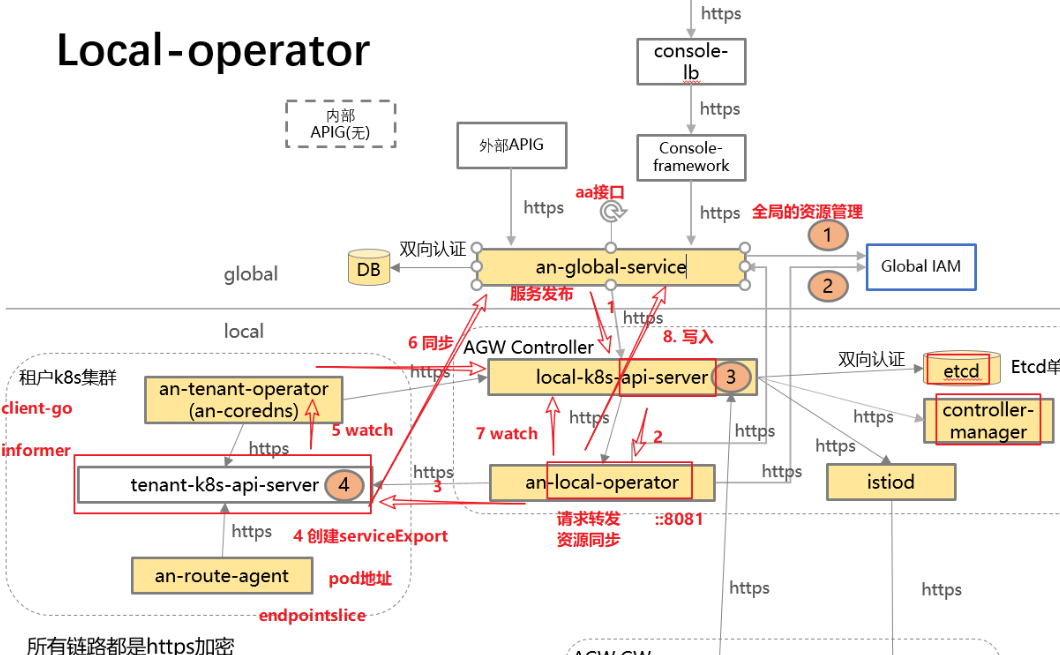 Local-operator
https
console-
lb
https
内部
APIG(无)
外部APIG
Console-
framework
aa接口
https
https
全局的资源管理
1
双向认证
DB
an-global-service
Global IAM
2
global
服务发布
1
https
local
6 同步
8. 写入
AGW Controller
双向认证
Etcd单
租户k8s集群
an-tenant-operator
(an-coredns)
local-k8s-api-server
3
etcd
client-go
https
https
controller-
manager
5 watch
7 watch
2
https
informer
https
https
https
https
tenant-k8s-api-server
4
3
an-local-operator
istiod
https
4 创建serviceExport
请求转发
::8081
资源同步
an-route-agent
pod地址
https
https
endpointslice
所有链路都是https加密
AGW GW